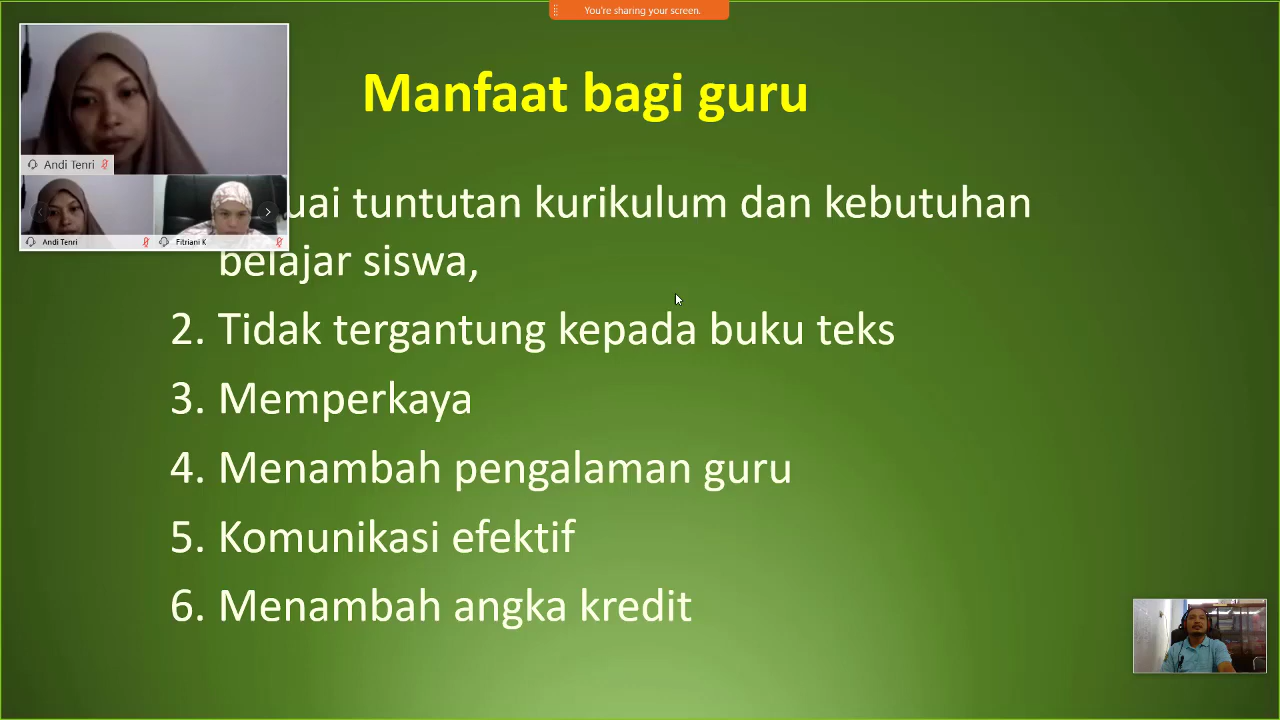 You're sharing your screen.
Manfaat bagi guru
Andi Tenri
Andi Tenri
Fitriani K
tuntutan kurikulum dan kebutuhan
belajar siswa,
2. Tidak tergantung kepada buku teks
3. Memperkaya
4. Menambah pengalaman guru
5. Komunikasi efektif
6. Menambah angka kredit